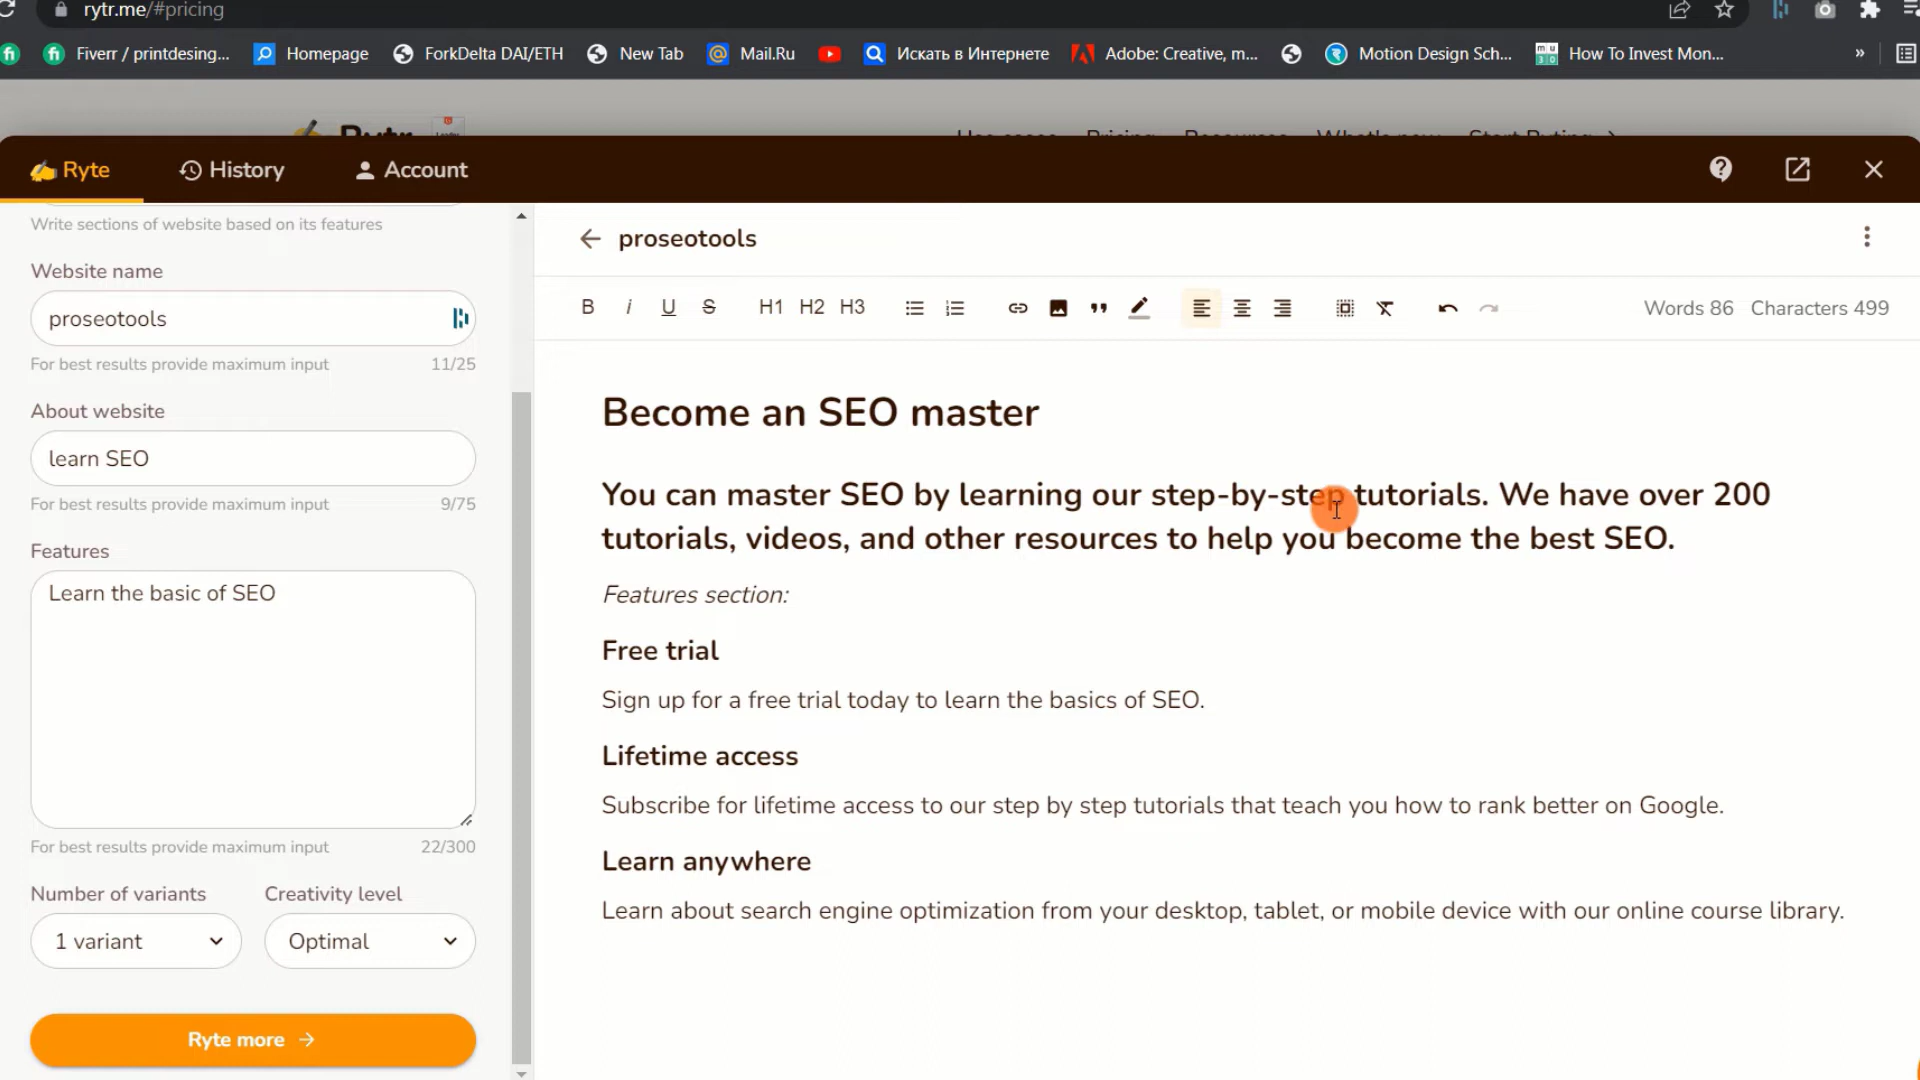 rytr.me/#pricing
Fiverr / printdesing... Homepage ForkDelta DAI/ETH New Tab Mail.Ru Искать в Интернете Adobe: Creative, m... Motion Design Sch... How To Invest Mon... »
Rytr Use cases Pricing Resources What's new Start Ryting
Ryte History Account
Write sections of website based on its features
Website name
proseotools
For best results provide maximum input 11/25
About website
learn SEO
For best results provide maximum input 9/75
Features
Learn the basic of SEO
For best results provide maximum input 22/300
Number of variants Creativity level
1 variant Optimal
Ryte more →
proseotools
B i U S H1 H2 H3 Words 86 Characters 499
Become an SEO master
You can master SEO by learning our step-by-step tutorials. We have over 200
tutorials, videos, and other resources to help you become the best SEO.
Features section:
Free trial
Sign up for a free trial today to learn the basics of SEO.
Lifetime access
Subscribe for lifetime access to our step by step tutorials that teach you how to rank better on Google.
Learn anywhere
Learn about search engine optimization from your desktop, tablet, or mobile device with our online course library.